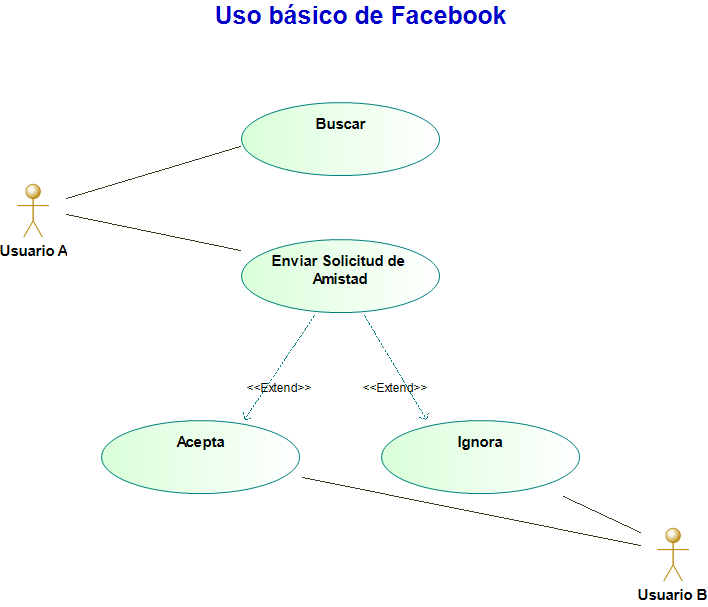 Uso básico de Facebook
Buscar
Usuario A
Enviar Solicitud de
Amistad
<<Extend>>
<<Extend>>
Acepta
Ignora
Usuario B